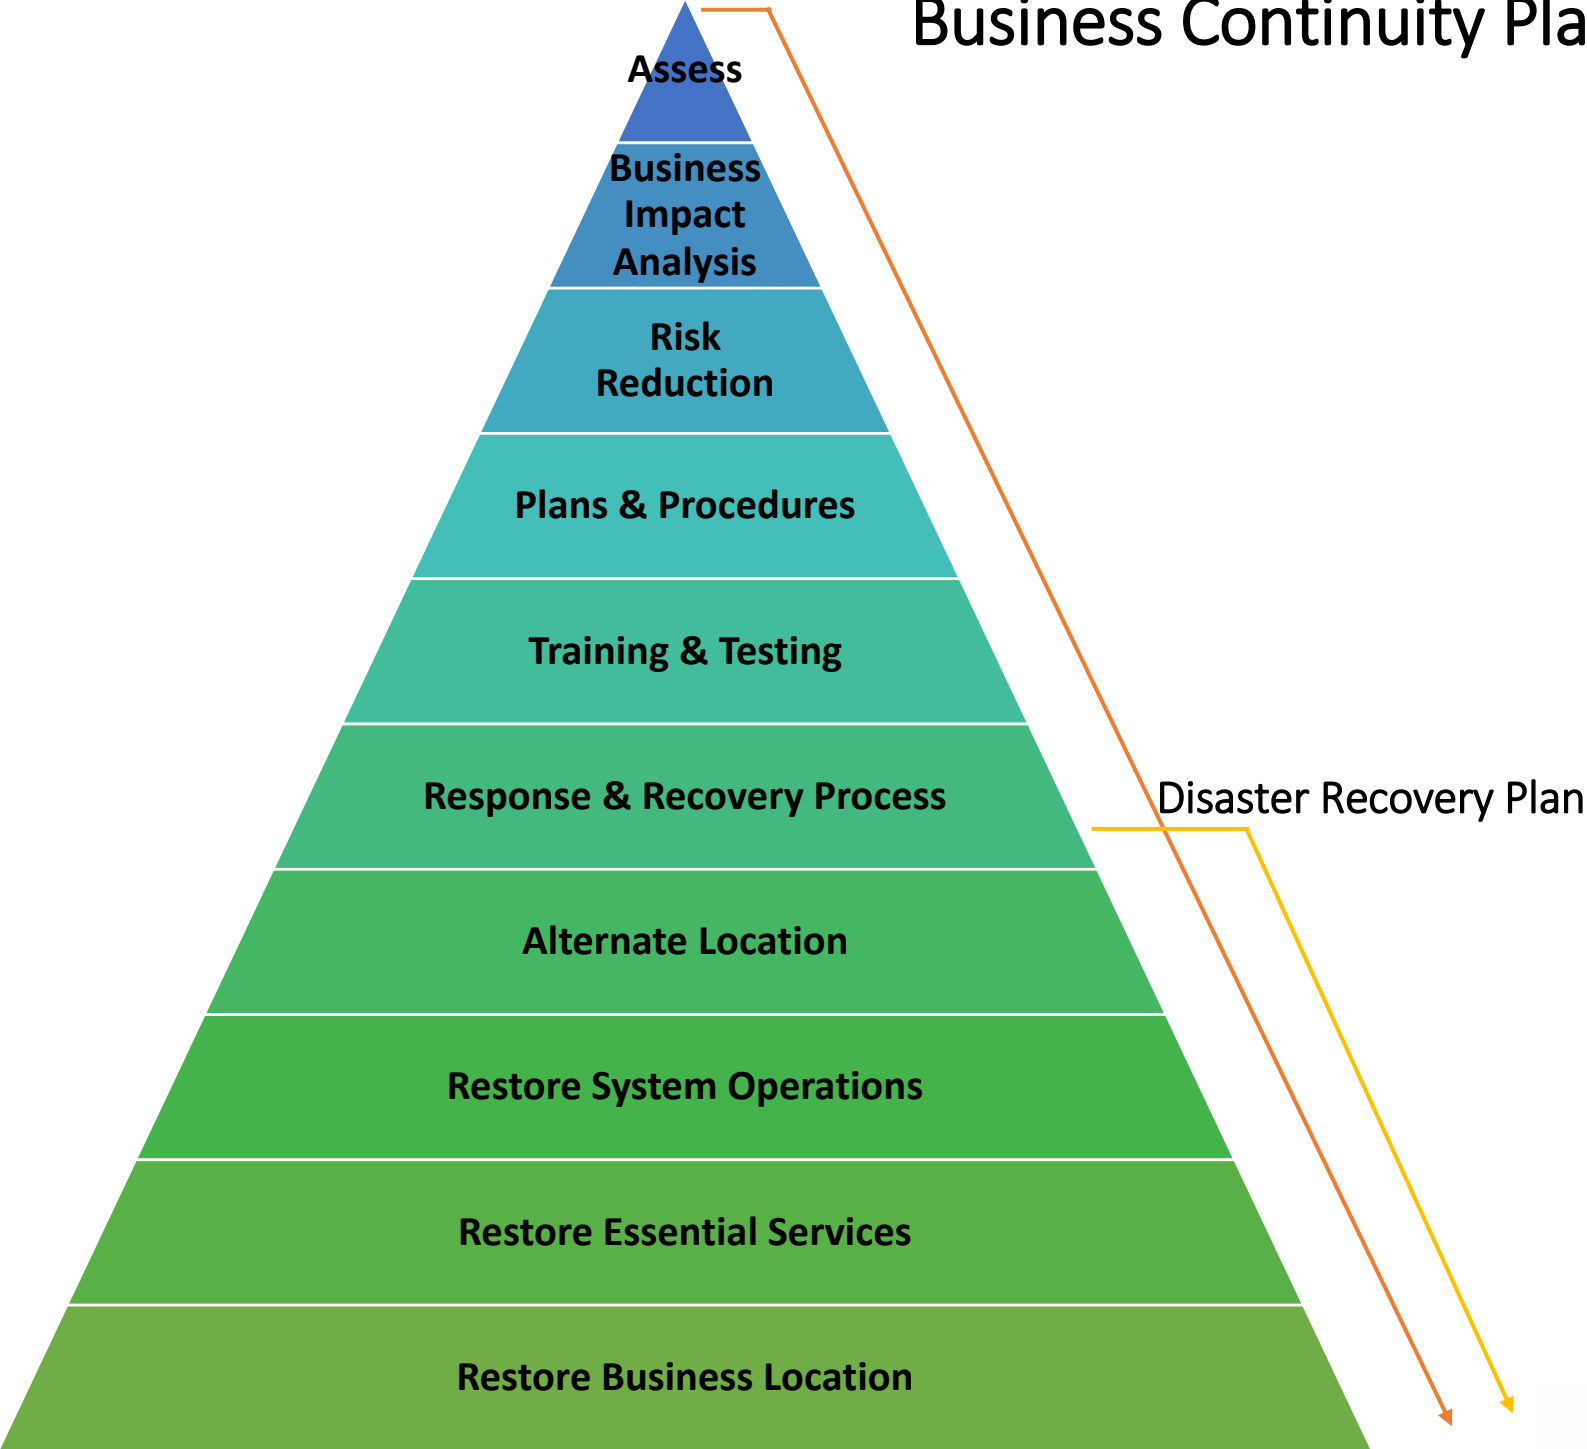 Business Continuity Pla
Assess
Business
Impact
Analysis
Risk
Reduction
Plans & Procedures
Training & Testing
Response & Recovery Process
Disaster Recovery Plan
Alternate Location
Restore System Operations
Restore Essential Services
Restore Business Location